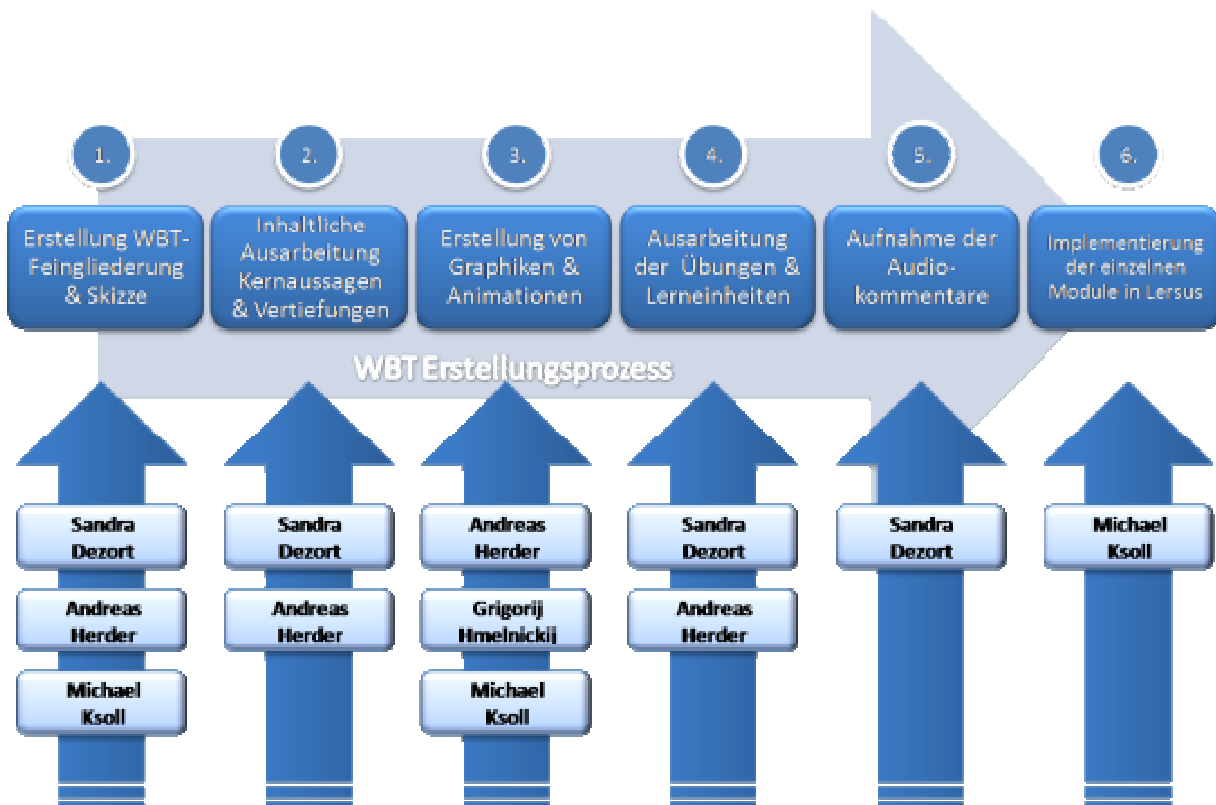 1.
2.
3.
4.
5.
6.
Erstellung WBT-
Feingliederung
& Skizze
Inhaltliche
Ausarbeitung
Kernaussagen
& Vertiefungen
Erstellung von
Graphiken &
Animationen
Ausarbeitung
der Übungen &
Lerneinheiten
Aufnahme der
Audio-
kommentare
Implementierung
der einzelnen
Module in Lersus
WBT Erstellungsprozess
Sandra
Dezort
Andreas
Herder
Michael
Ksoll
Sandra
Dezort
Andreas
Herder
Andreas
Herder
Grigorij
Hmelnickij
Michael
Ksoll
Sandra
Dezort
Andreas
Herder
Sandra
Dezort
Michael
Ksoll